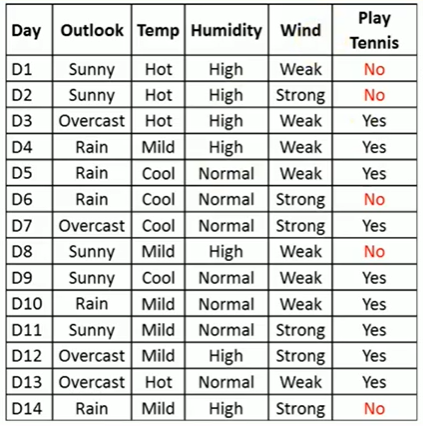 Day Outlook Temp Humidity Wind Play Tennis
D1 Sunny Hot High Weak No
D2 Sunny Hot High Strong No
D3 Overcast Hot High Weak Yes
D4 Rain Mild High Weak Yes
D5 Rain Cool Normal Weak Yes
D6 Rain Cool Normal Strong No
D7 Overcast Cool Normal Strong Yes
D8 Sunny Mild High Weak No
D9 Sunny Cool Normal Weak Yes
D10 Rain Mild Normal Weak Yes
D11 Sunny Mild Normal Strong Yes
D12 Overcast Mild High Strong Yes
D13 Overcast Hot Normal Weak Yes
D14 Rain Mild High Strong No